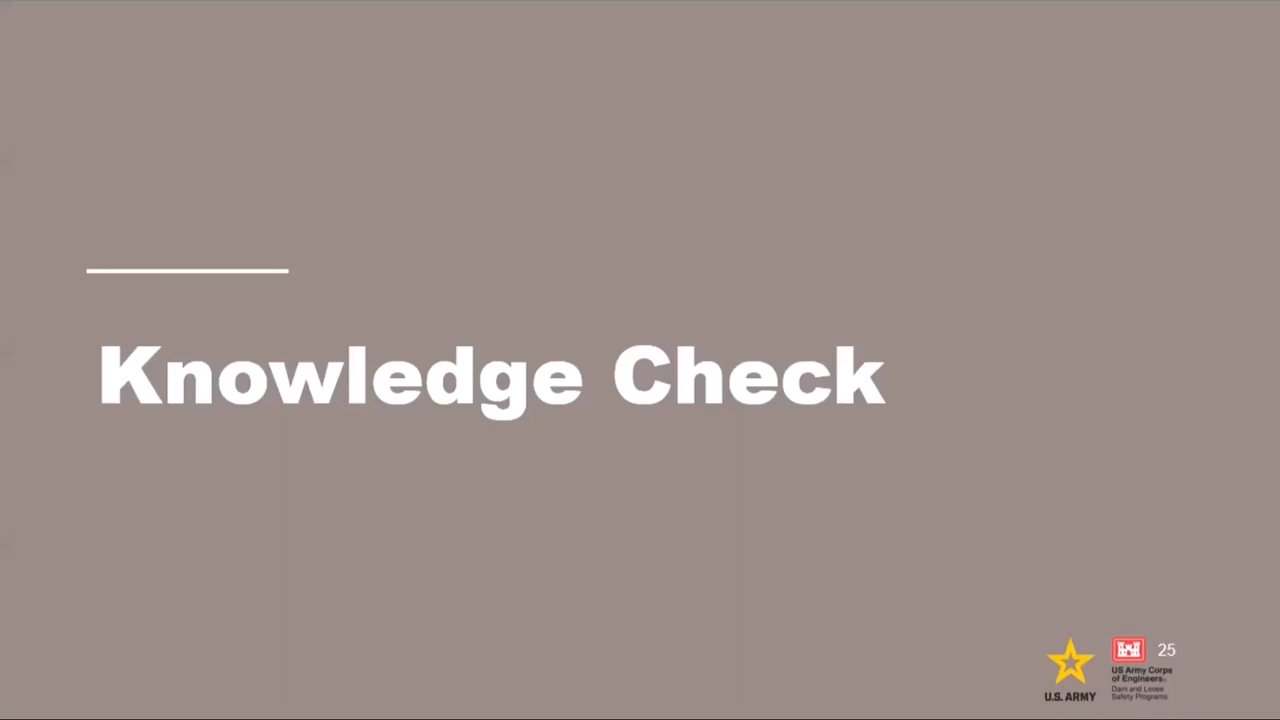 Knowledge Check
25
U.S. ARMY
US Army Corps
of Engineers®
Dam and Levee
Safety Programs